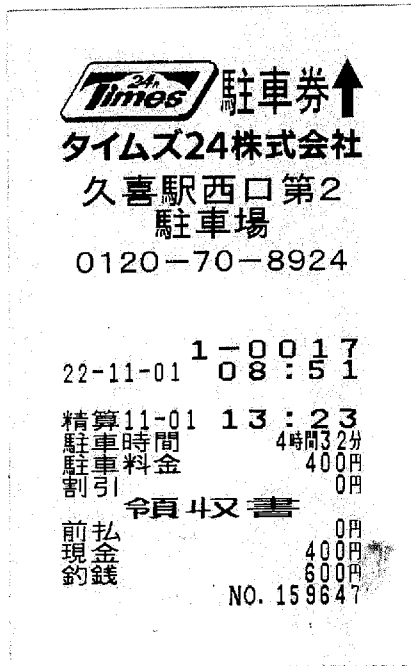 24h Times 駐車券↑
タイムズ24株式会社
久喜駅西口第2
駐車場
0120-70-8924
1-0017
22-11-01 08:51
精算11-01 13:23
駐車時間 4時間32分
駐車料金 400円
割引 0円
領収書
前払 0円
現金 400円
釣銭 600円
NO.159647